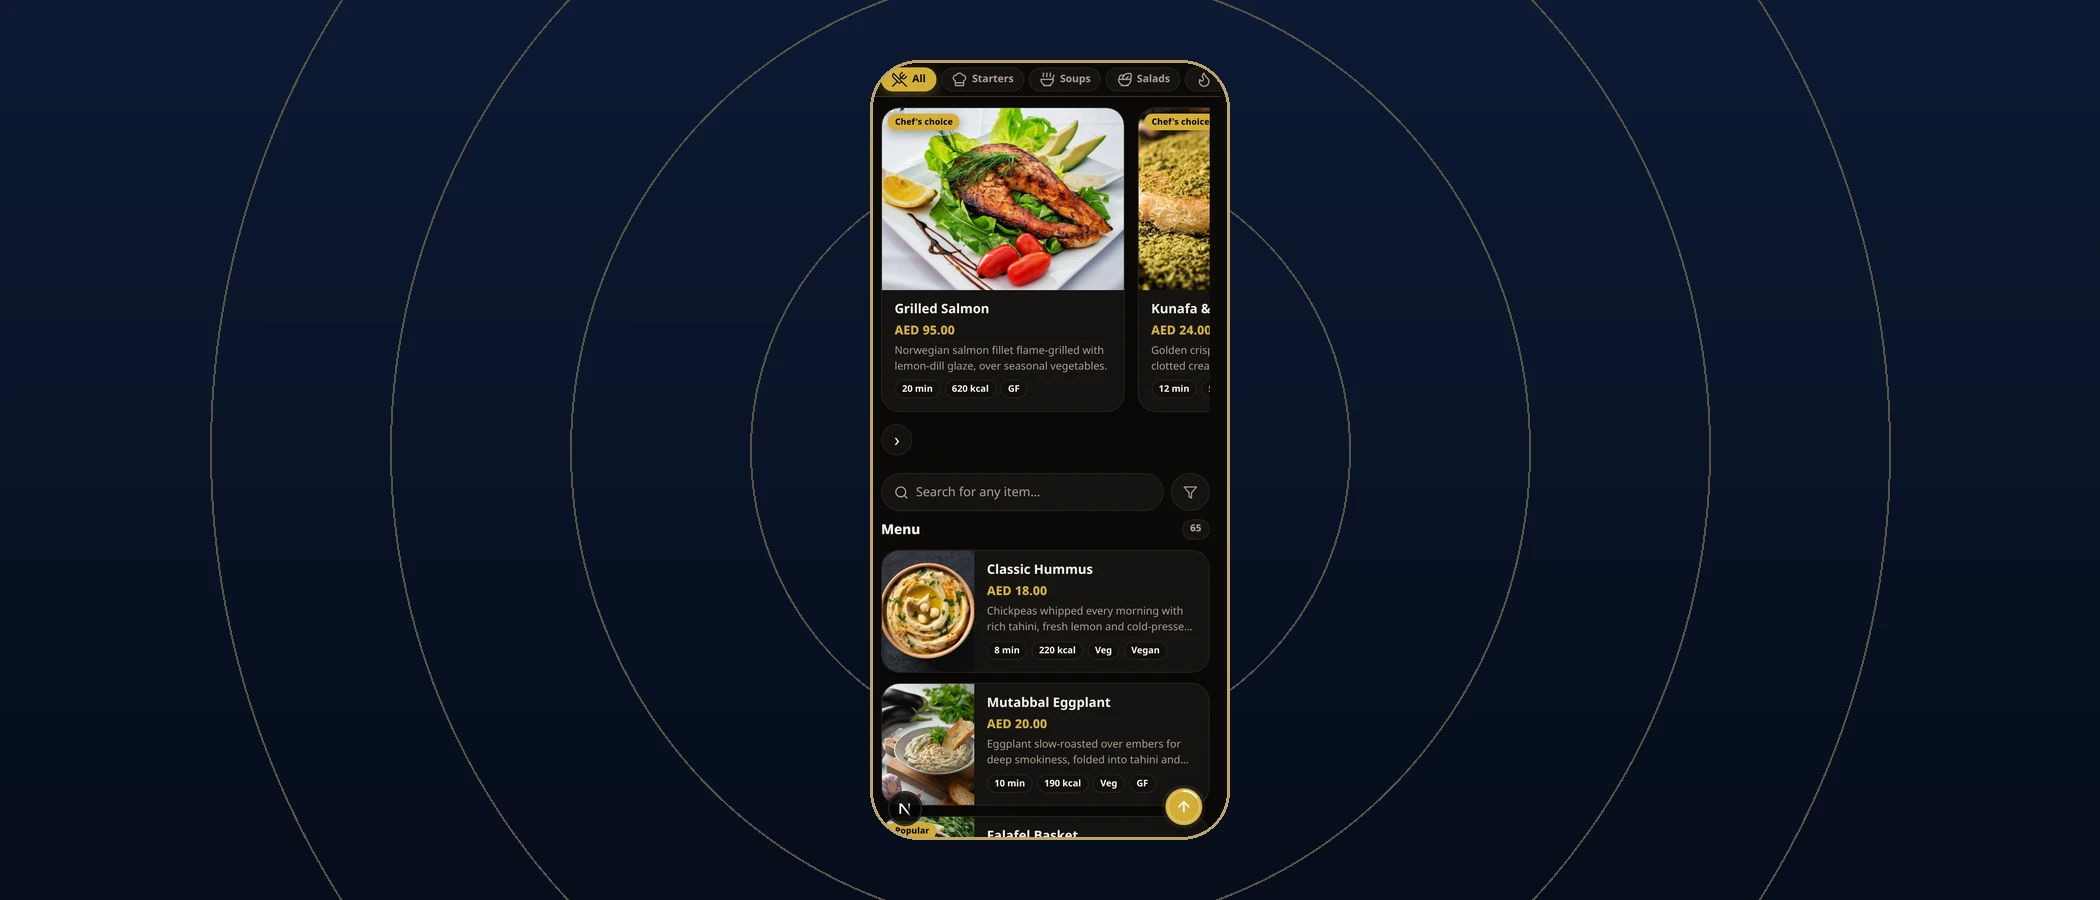 All
Starters
Soups
Salads
Chef's choice
Chef's choice
Grilled Salmon
AED 95.00
Norwegian salmon fillet flame-grilled with
lemon-dill glaze, over seasonal vegetables.
20 min
620 kcal
GF
Kunafa &
AED 24.00
Golden crisp
clotted crea
12 min
Search for any item...
Menu
65
Classic Hummus
AED 18.00
Chickpeas whipped every morning with
rich tahini, fresh lemon and cold-presse...
8 min
220 kcal
Veg
Vegan
Mutabbal Eggplant
AED 20.00
Eggplant slow-roasted over embers for
deep smokiness, folded into tahini and...
10 min
190 kcal
Veg
GF
N
Popular
Falafel Basket